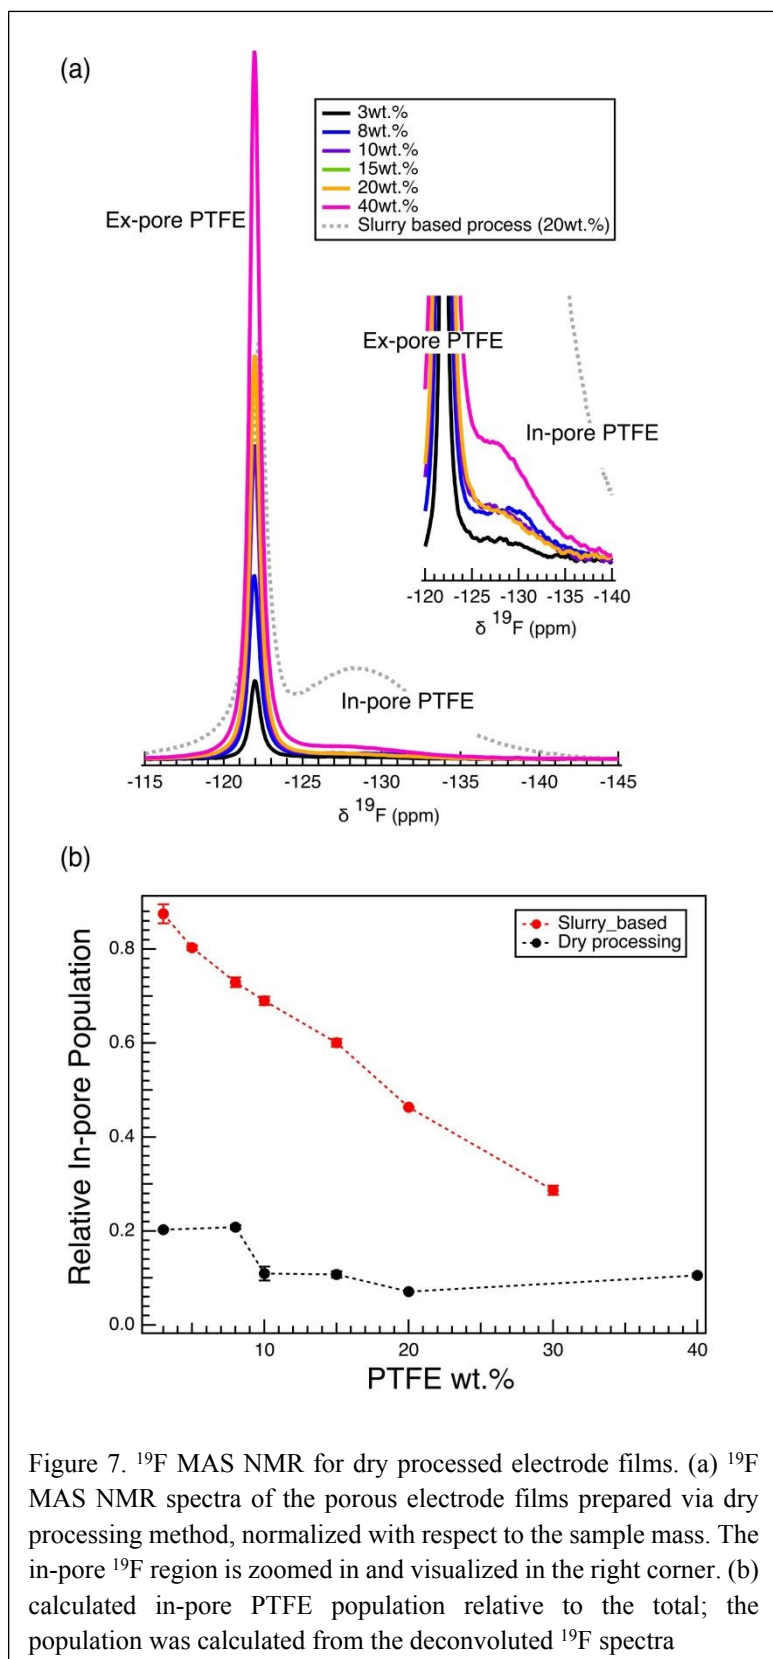 (a)
3wt.%
8wt.%
10wt.%
15wt.%
20wt.%
40wt.%
Slurry based process (20wt.%)
Ex-pore PTFE
Ex-pore PTFE
In-pore PTFE
-120 -125 -130 -135 -140
δ ¹⁹F (ppm)
In-pore PTFE
-115 -120 -125 -130 -135 -140 -145
δ ¹⁹F (ppm)
(b)
Slurry_based
Dry processing
Relative In-pore Population
0.8
0.6
0.4
0.2
0.0
10 20 30 40
PTFE wt.%
Figure 7. ¹⁹F MAS NMR for dry processed electrode films. (a) ¹⁹F
MAS NMR spectra of the porous electrode films prepared via dry
processing method, normalized with respect to the sample mass. The
in-pore ¹⁹F region is zoomed in and visualized in the right corner. (b)
calculated in-pore PTFE population relative to the total; the
population was calculated from the deconvoluted ¹⁹F spectra